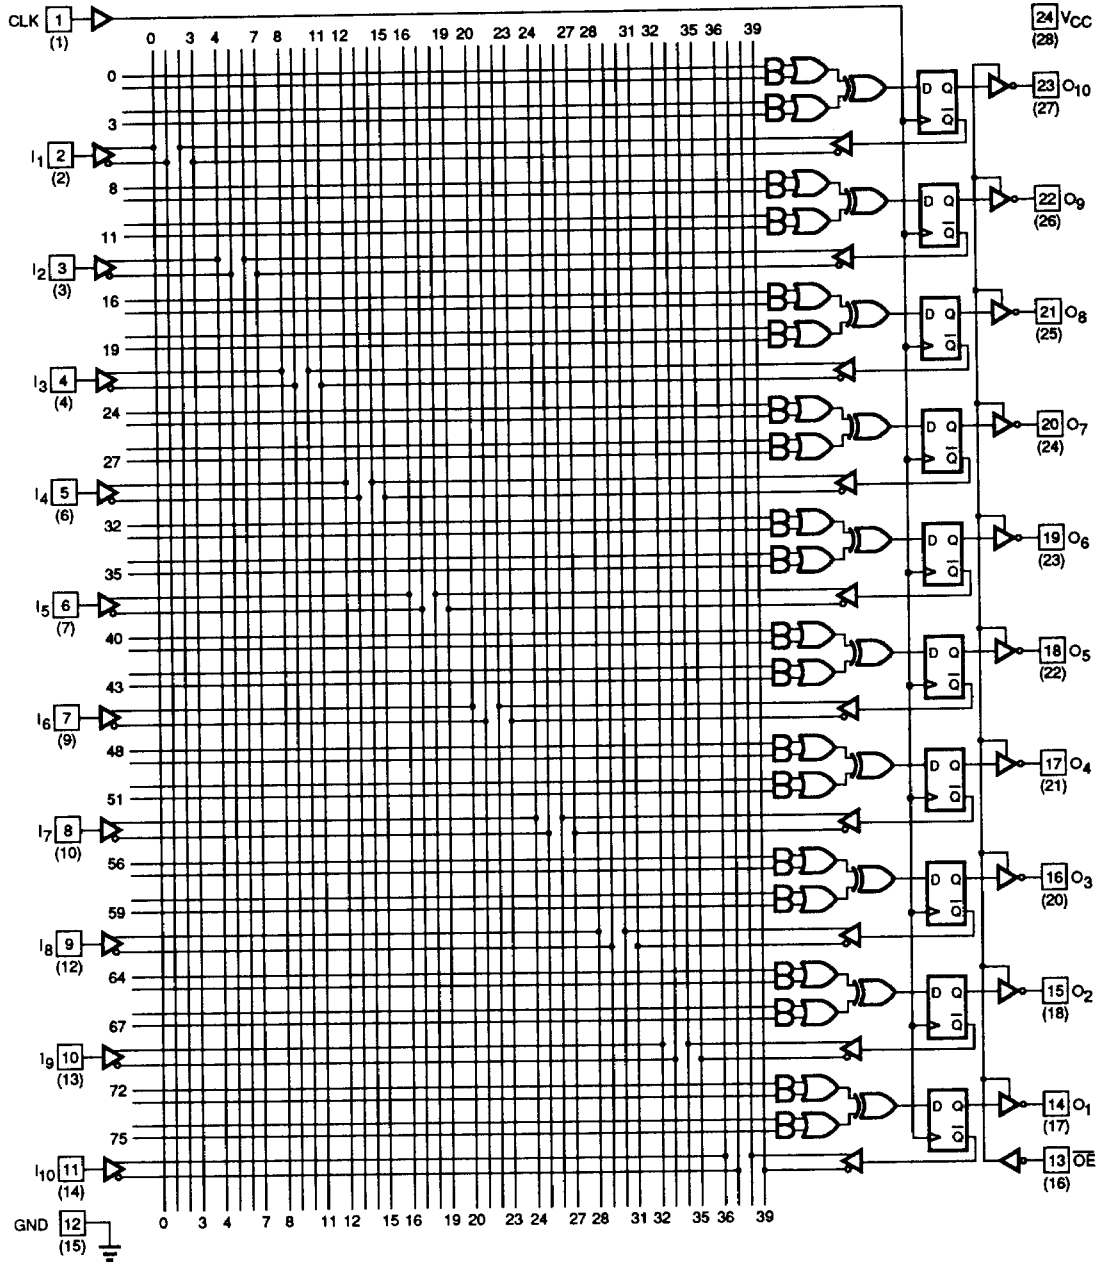 CLK 1 (1)
0 3 4 7 8 11 12 15 16 19 20 23 24 27 28 31 32 35 36 39
24 VCC (28)
0
D Q
23 O10 (27)
3
Q
I1 2 (2)
8
D Q
22 O9 (26)
11
Q
I2 3 (3)
16
D Q
21 O8 (25)
19
Q
I3 4 (4)
24
D Q
20 O7 (24)
27
Q
I4 5 (6)
32
D Q
19 O6 (23)
35
Q
I5 6 (7)
40
D Q
18 O5 (22)
43
Q
I6 7 (9)
48
D Q
17 O4 (21)
51
Q
I7 8 (10)
56
D Q
16 O3 (20)
59
Q
I8 9 (12)
64
D Q
15 O2 (18)
67
Q
I9 10 (13)
72
D Q
14 O1 (17)
75
Q
I10 11 (14)
13 OE (16)
0 3 4 7 8 11 12 15 16 19 20 23 24 27 28 31 32 35 36 39
GND 12 (15)